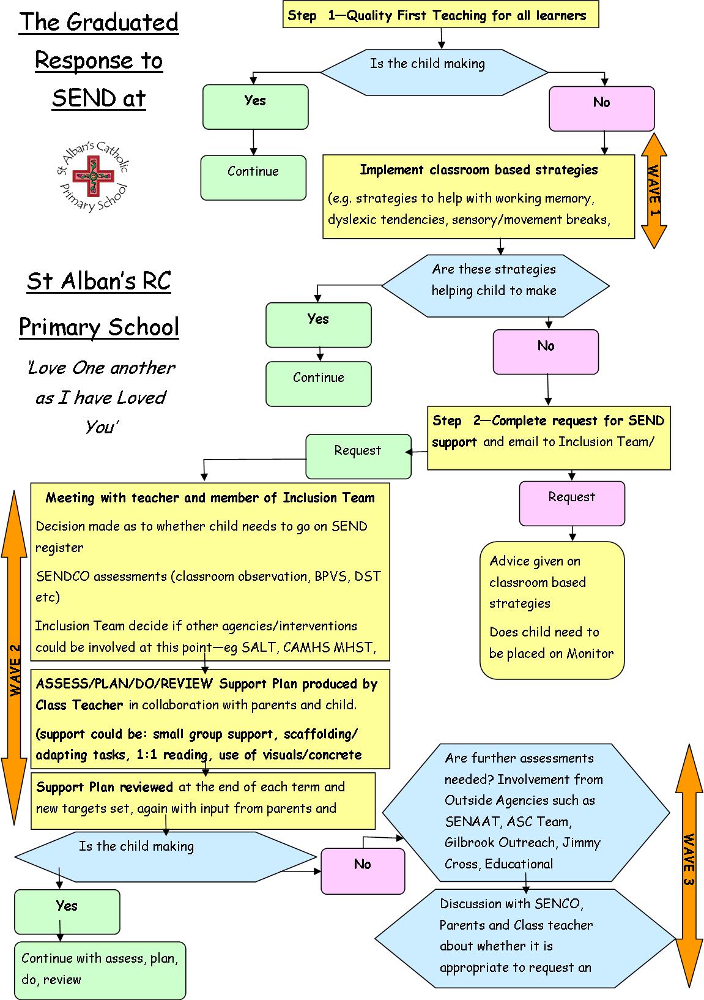 The Graduated
Response to
SEND at
St Alban's Catholic
Primary School
St Alban's RC
Primary School
'Love One another
as I have Loved
You'
Step 1—Quality First Teaching for all learners
Is the child making
Yes
No
Continue
Implement classroom based strategies
(e.g. strategies to help with working memory,
dyslexic tendencies, sensory/movement breaks,
WAVE 1
Are these strategies
helping child to make
Yes
No
Continue
Step 2—Complete request for SEND
support and email to Inclusion Team/
Request
Request
Advice given on
classroom based
strategies
Does child need to
be placed on Monitor
Meeting with teacher and member of Inclusion Team
Decision made as to whether child needs to go on SEND
register
SENDCO assessments (classroom observation, BPVS, DST
etc)
Inclusion Team decide if other agencies/interventions
could be involved at this point—eg SALT, CAMHS MHST,
WAVE 2
ASSESS/PLAN/DO/REVIEW Support Plan produced by
Class Teacher in collaboration with parents and child.
(support could be: small group support, scaffolding/
adapting tasks, 1:1 reading, use of visuals/concrete
Support Plan reviewed at the end of each term and
new targets set, again with input from parents and
Is the child making
No
Yes
Continue with assess, plan,
do, review
Are further assessments
needed? Involvement from
Outside Agencies such as
SENAAT, ASC Team,
Gilbrook Outreach, Jimmy
Cross, Educational
Discussion with SENCO,
Parents and Class teacher
about whether it is
appropriate to request an
WAVE 3